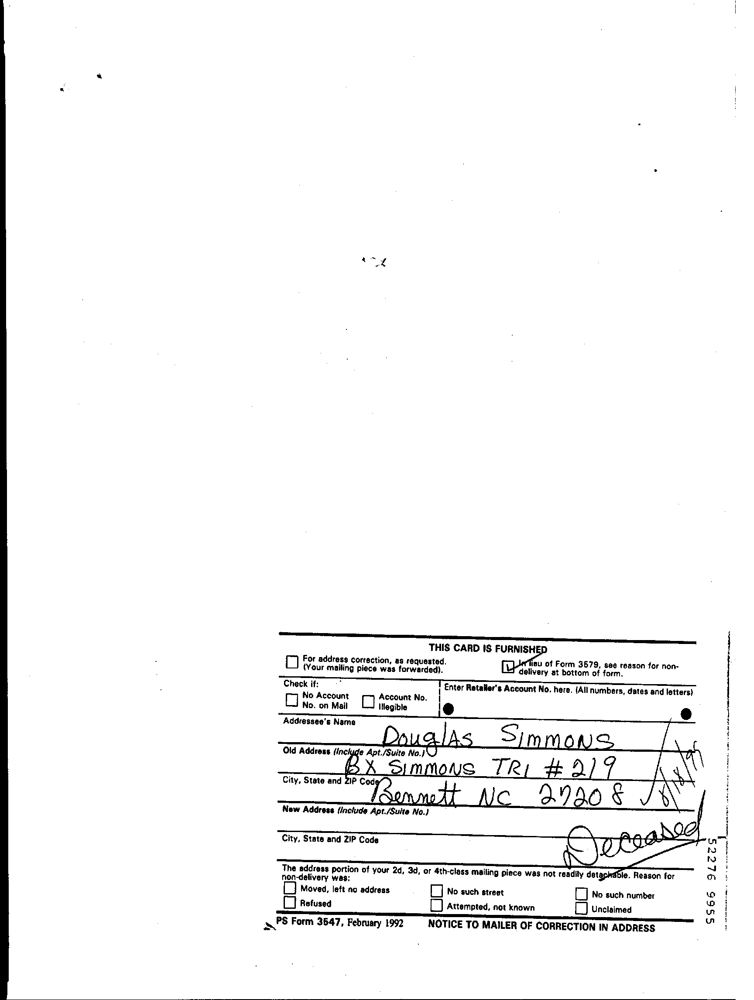 THIS CARD IS FURNISHED
For address correction, as requested.
(Your mailing piece was forwarded).
In lieu of Form 3579, see reason for non-
delivery at bottom of form.
Check if:
No Account
No. on Mail
Account No.
Illegible
Enter Retailer's Account No. here. (All numbers, dates and letters)
Addressee's Name
Douglas Simmons
Old Address (Include Apt./Suite No.)
BX Simmons TRI # 219
City, State and ZIP Code
Bennett NC 27208
New Address (Include Apt./Suite No.)
Deceased
City, State and ZIP Code
The address portion of your 2d, 3d, or 4th-class mailing piece was not readily detachable. Reason for
non-delivery was:
Moved, left no address
No such street
No such number
Refused
Attempted, not known
Unclaimed
PS Form 3547, February 1992
NOTICE TO MAILER OF CORRECTION IN ADDRESS
52276 9955